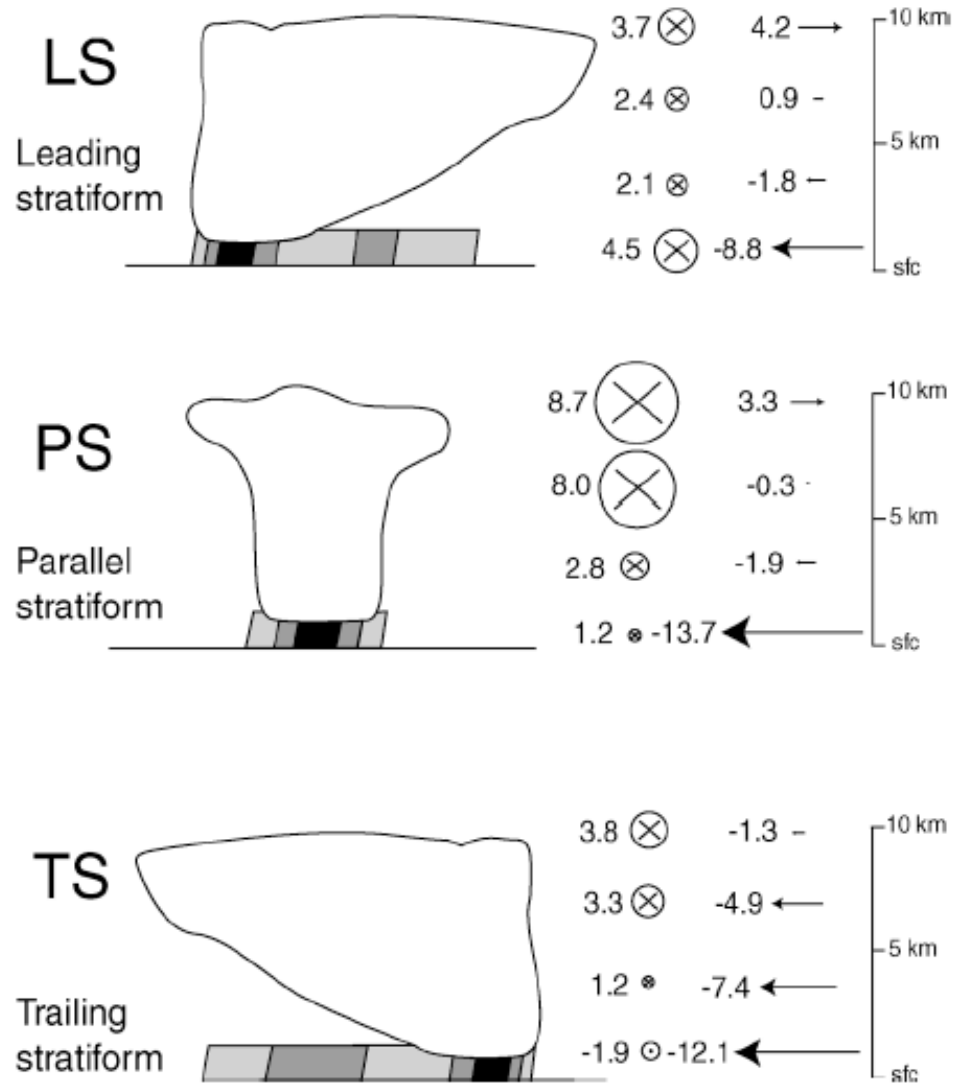 LS
Leading
stratiform
3.7 4.2 10 km
2.4 0.9
5 km
2.1 -1.8
4.5 -8.8
sfc
PS
Parallel
stratiform
8.7 3.3 10 km
8.0 -0.3
5 km
2.8 -1.9
1.2 -13.7
sfc
TS
Trailing
stratiform
3.8 -1.3 10 km
3.3 -4.9
5 km
1.2 -7.4
-1.9 -12.1
sfc